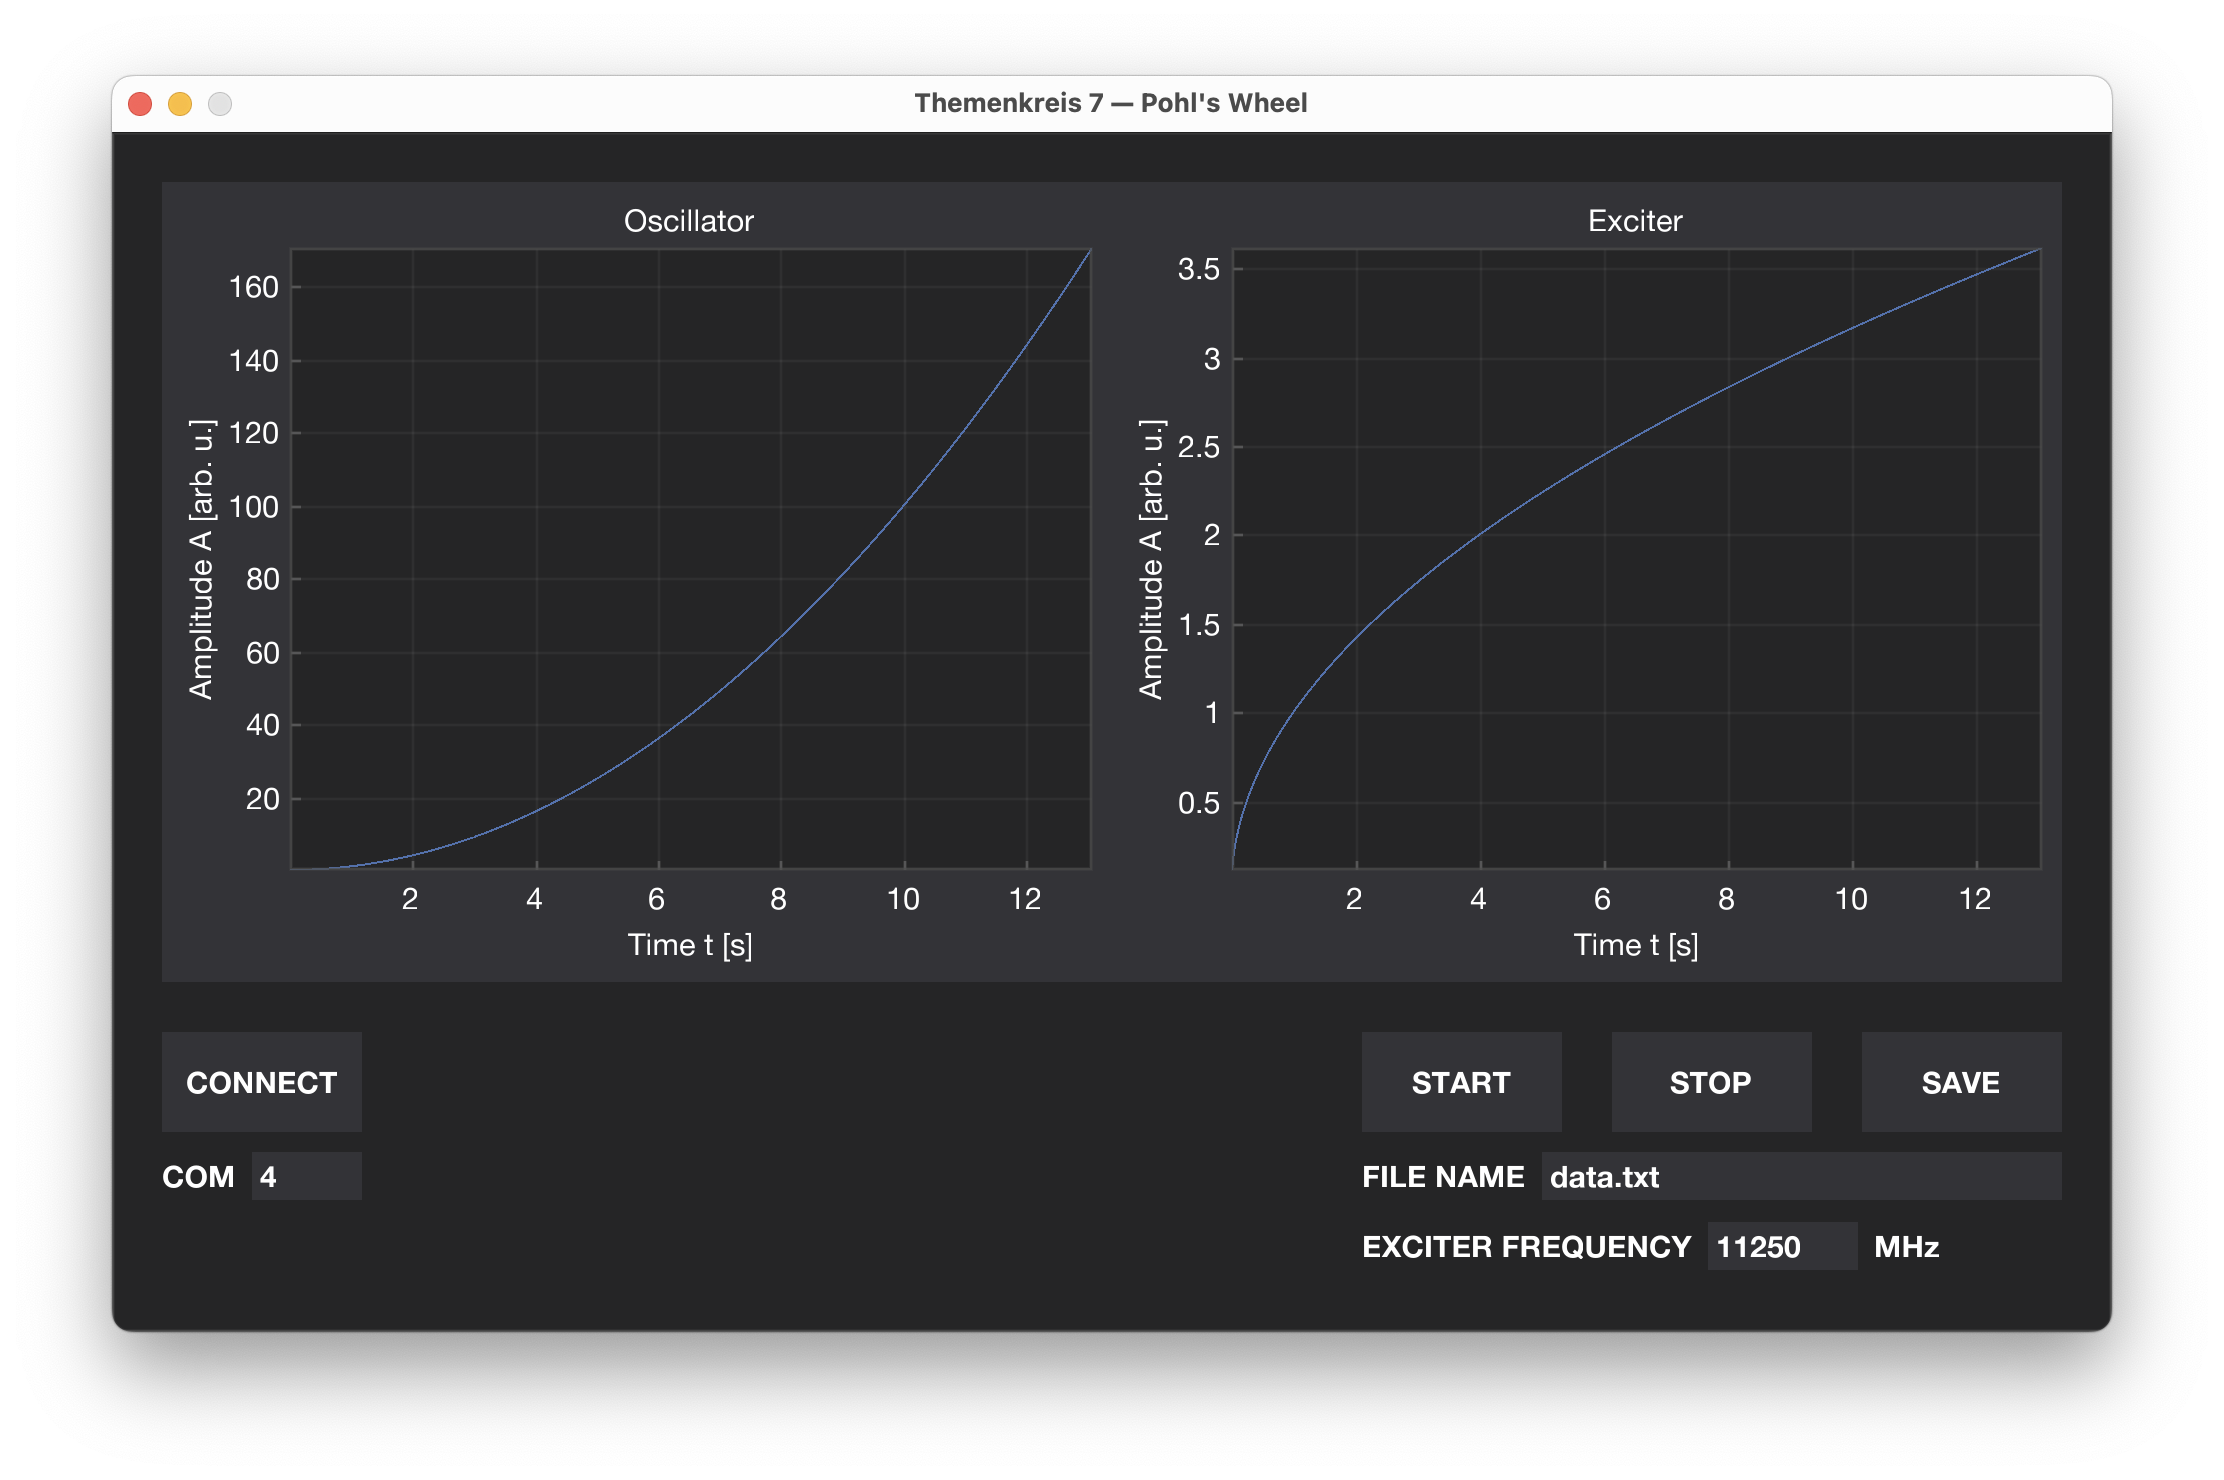 Themenkreis 7 — Pohl's Wheel
Oscillator
160
140
120
100
80
60
40
20
Amplitude A [arb. u.]
2 4 6 8 10 12
Time t [s]
Exciter
3.5
3
2.5
2
1.5
1
0.5
Amplitude A [arb. u.]
2 4 6 8 10 12
Time t [s]
CONNECT
START STOP SAVE
COM 4
FILE NAME data.txt
EXCITER FREQUENCY 11250 MHz